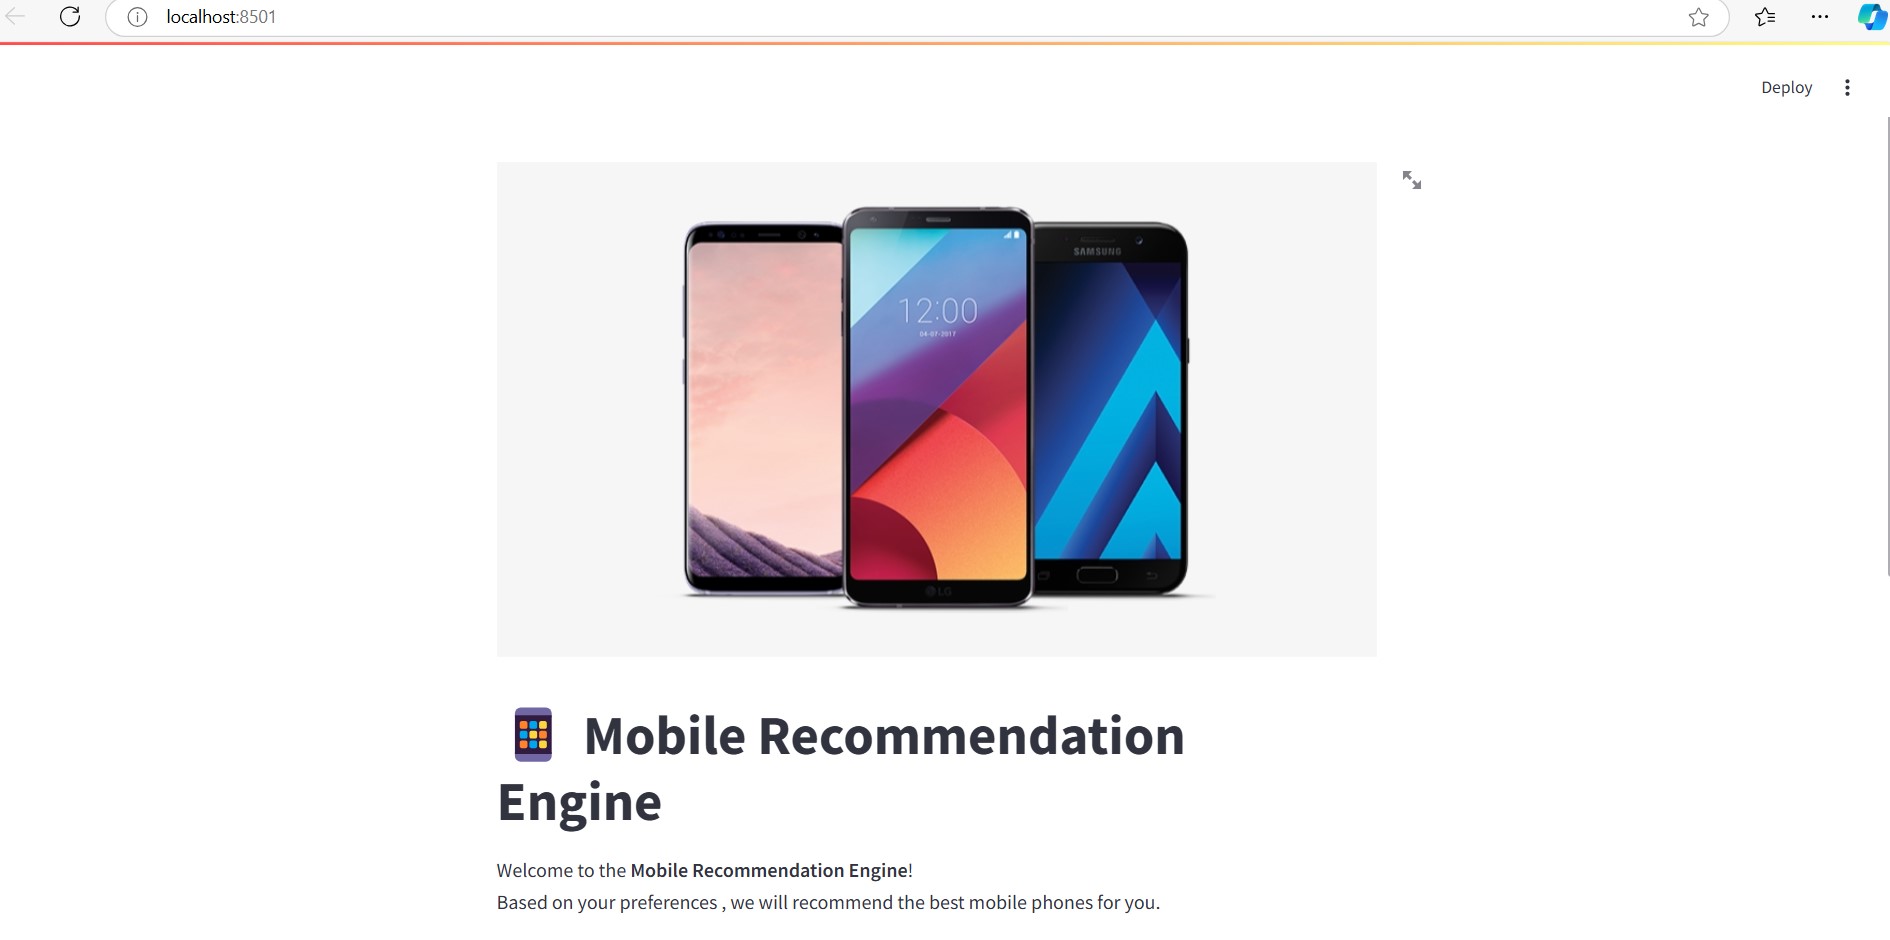 localhost:8501
Deploy
SAMSUNG
12:00
04-07-2017
LG
Mobile Recommendation
Engine
Welcome to the Mobile Recommendation Engine!
Based on your preferences , we will recommend the best mobile phones for you.